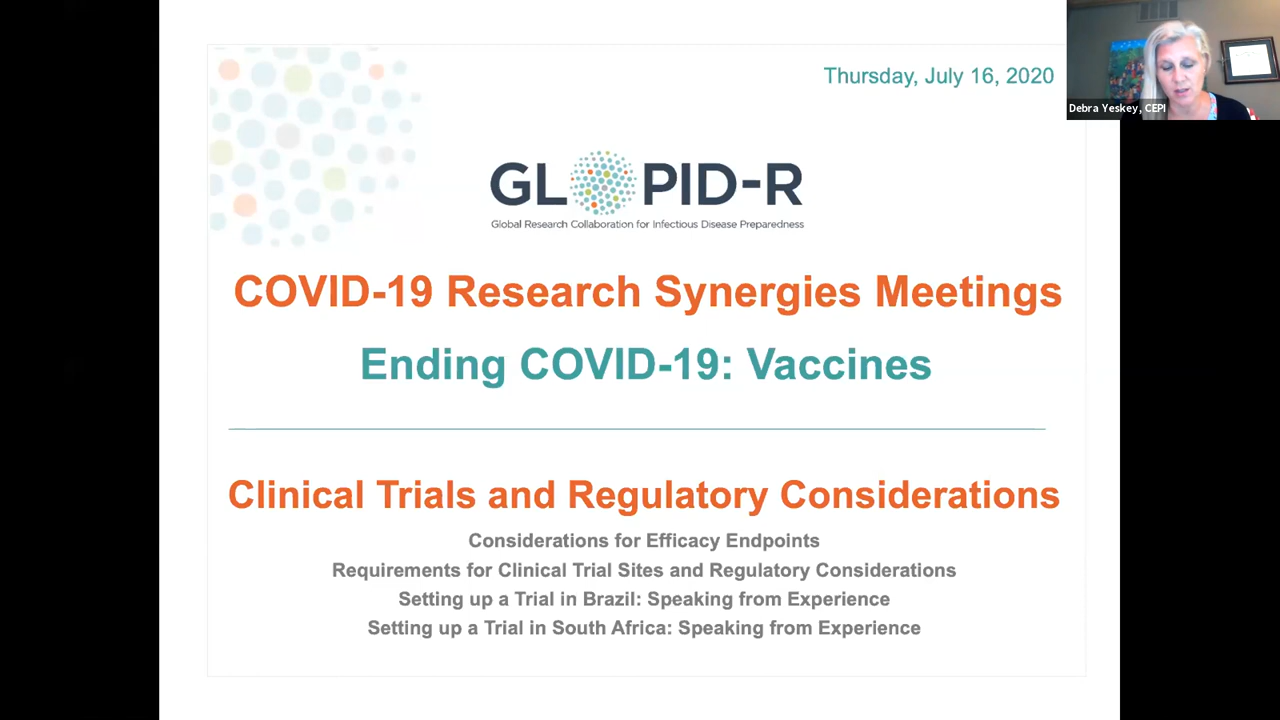 Thursday, July 16, 2020
Debra Yeskey, CEPI
GLOPID-R
Global Research Collaboration for Infectious Disease Preparedness
COVID-19 Research Synergies Meetings
Ending COVID-19: Vaccines
Clinical Trials and Regulatory Considerations
Considerations for Efficacy Endpoints
Requirements for Clinical Trial Sites and Regulatory Considerations
Setting up a Trial in Brazil: Speaking from Experience
Setting up a Trial in South Africa: Speaking from Experience